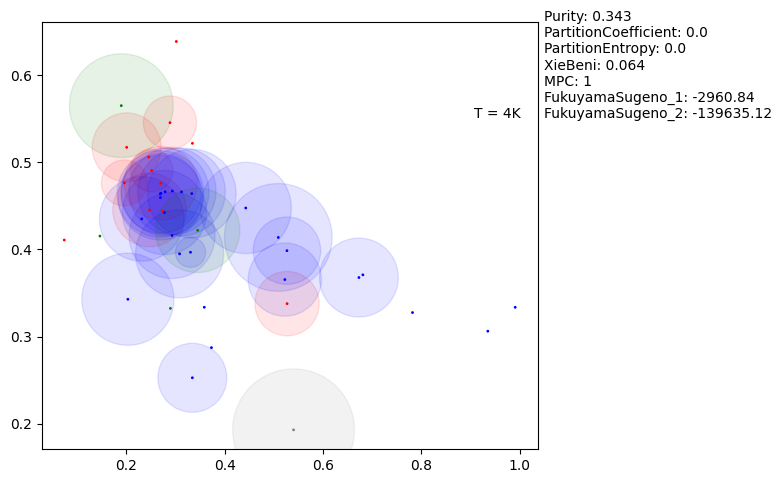 Purity: 0.343
PartitionCoefficient: 0.0
PartitionEntropy: 0.0
XieBeni: 0.064
MPC: 1
FukuyamaSugeno_1: -2960.84
FukuyamaSugeno_2: -139635.12
T = 4K
0.6
0.5
0.4
0.3
0.2
0.2 0.4 0.6 0.8 1.0